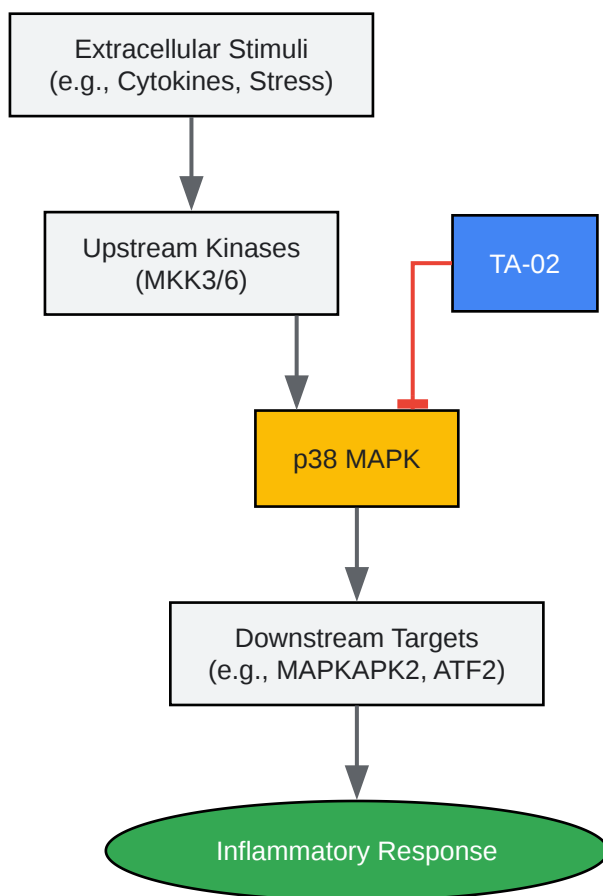 Extracellular Stimuli
(e.g., Cytokines, Stress)
Upstream Kinases
(MKK3/6)
TA-02
p38 MAPK
Downstream Targets
(e.g., MAPKAPK2, ATF2)
Inflammatory Response